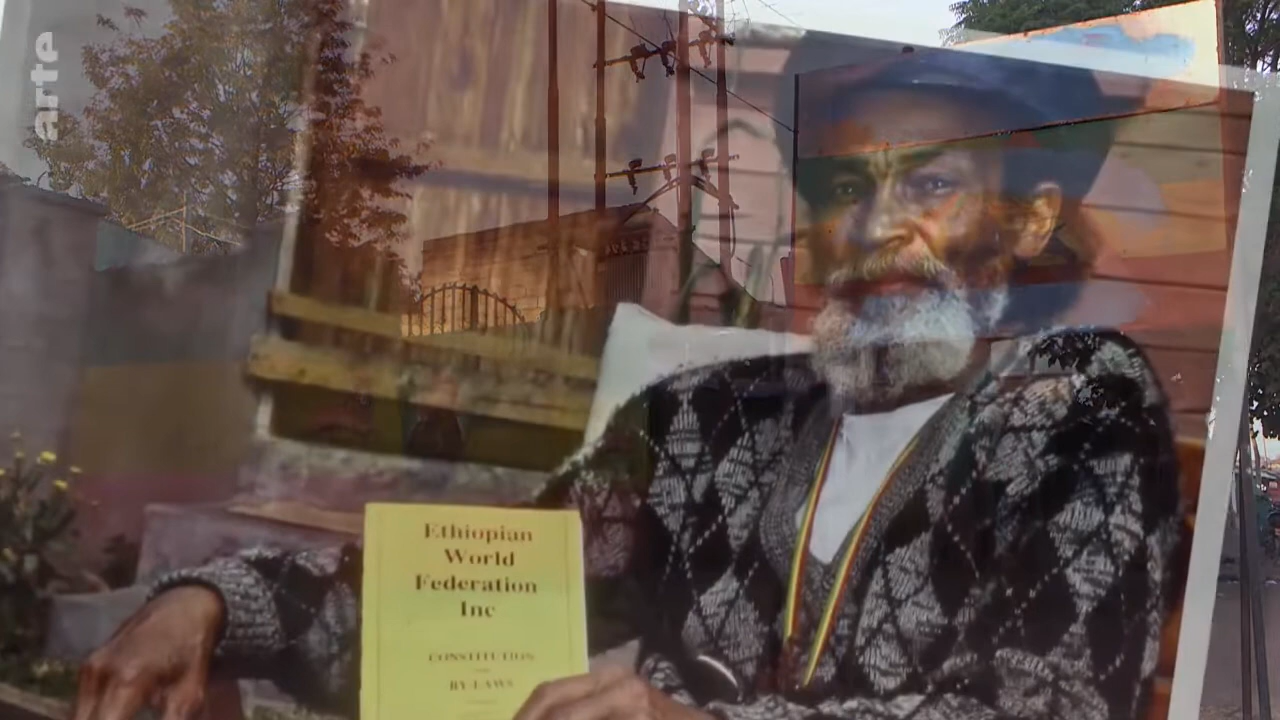 arte
Ethiopian
World
Federation
Inc
CONSTITUTION
BY-LAWS